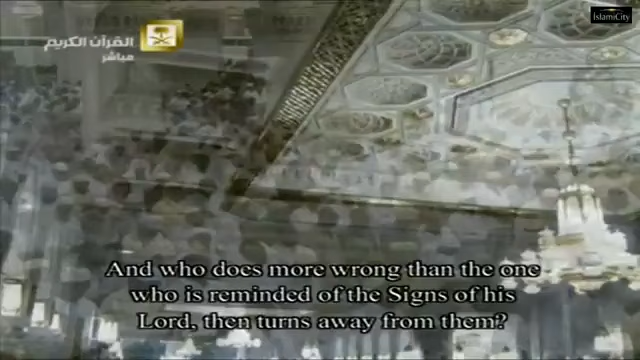 القرآن الكريم
مباشر
IslamiCity
And who does more wrong than the one
who is reminded of the Signs of his
Lord, then turns away from them?